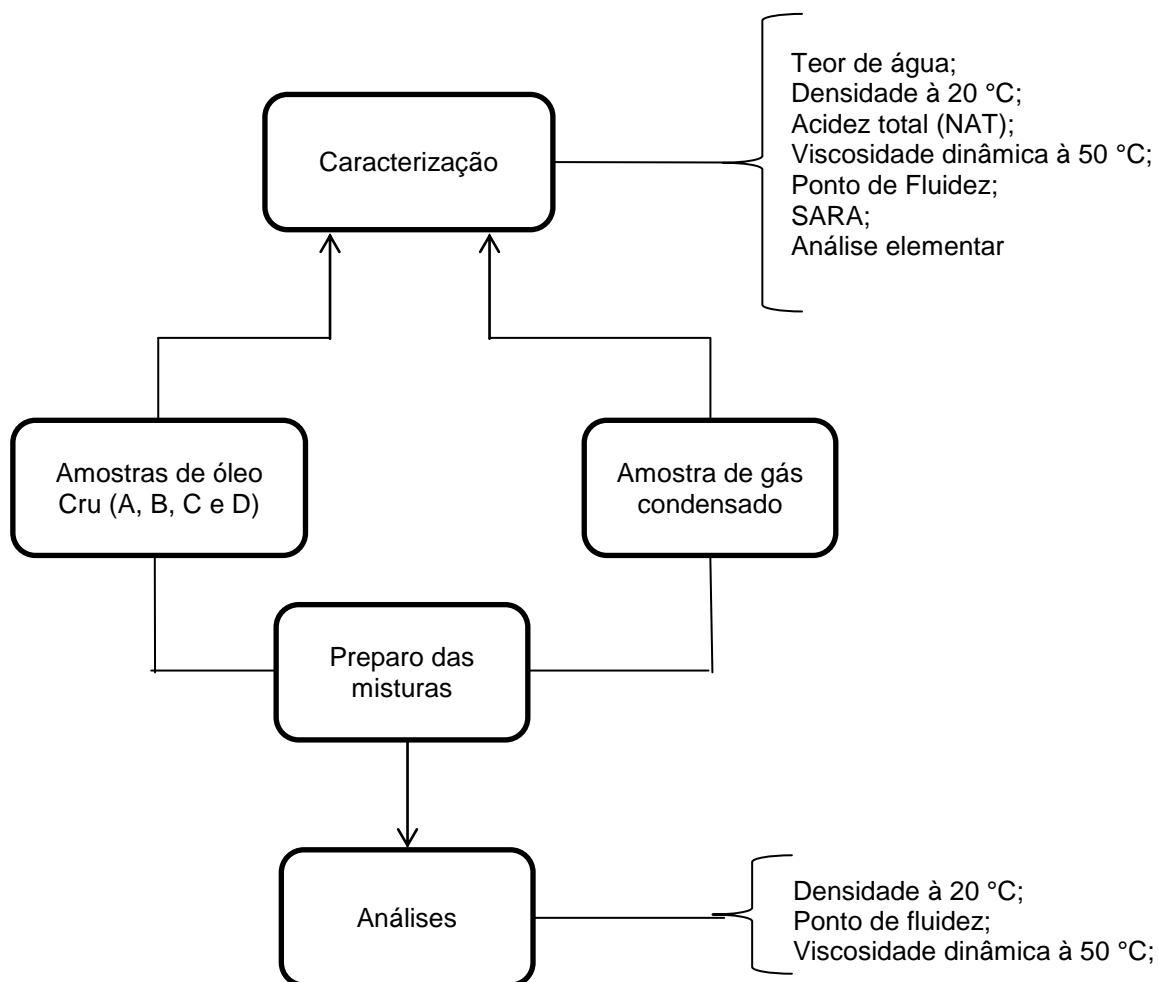 Teor de água;
Densidade à 20 °C;
Acidez total (NAT);
Viscosidade dinâmica à 50 °C;
Ponto de Fluidez;
SARA;
Análise elementar
Caracterização
Amostras de óleo
Cru (A, B, C e D)
Amostra de gás
condensado
Preparo das
misturas
Análises
Densidade à 20 °C;
Ponto de fluidez;
Viscosidade dinâmica à 50 °C;